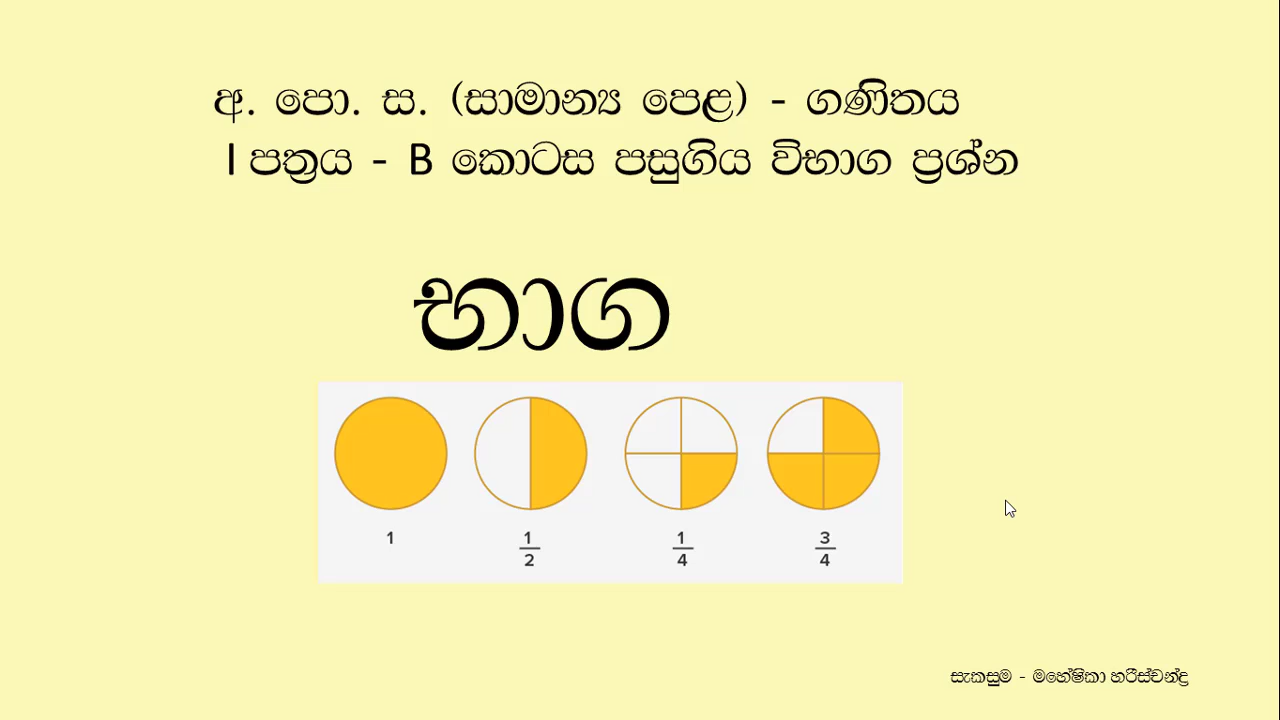 අ. පො. ස. (සාමාන්‍ය පෙළ) - ගණිතය
I පත්‍රය - B කොටස පසුගිය විභාග ප්‍රශ්න
භාග
1 1/2 1/4 3/4
සැකසුම - මහේෂිකා හරිස්චන්ද්‍ර